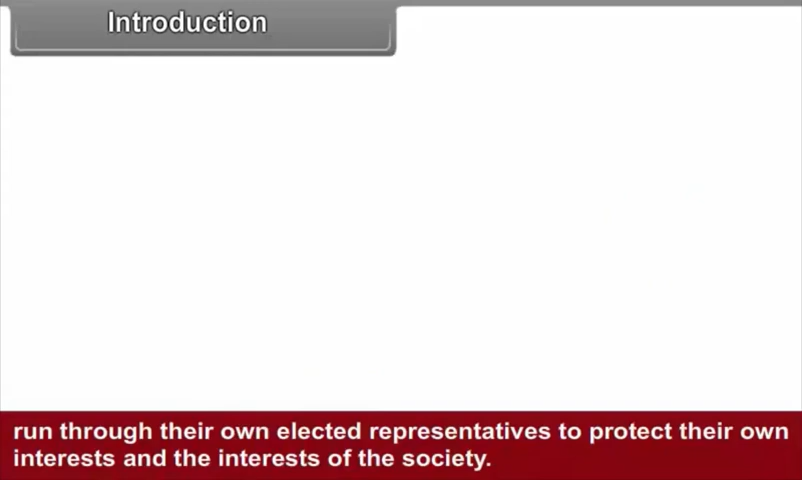 Introduction
run through their own elected representatives to protect their own
interests and the interests of the society.